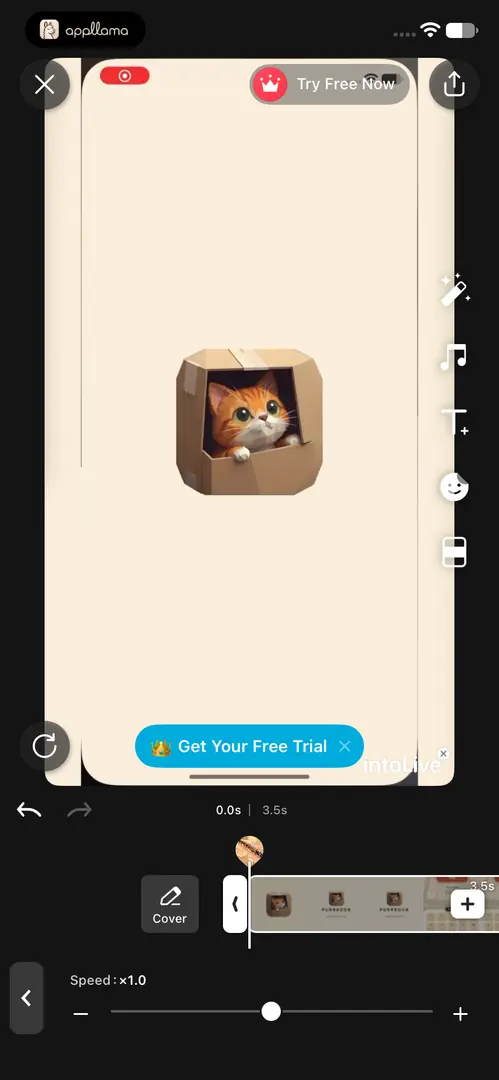 appllama
Try Free Now
Get Your Free Trial
intoLive
0.0s | 3.5s
Cover
3.5s
Speed : ×1.0